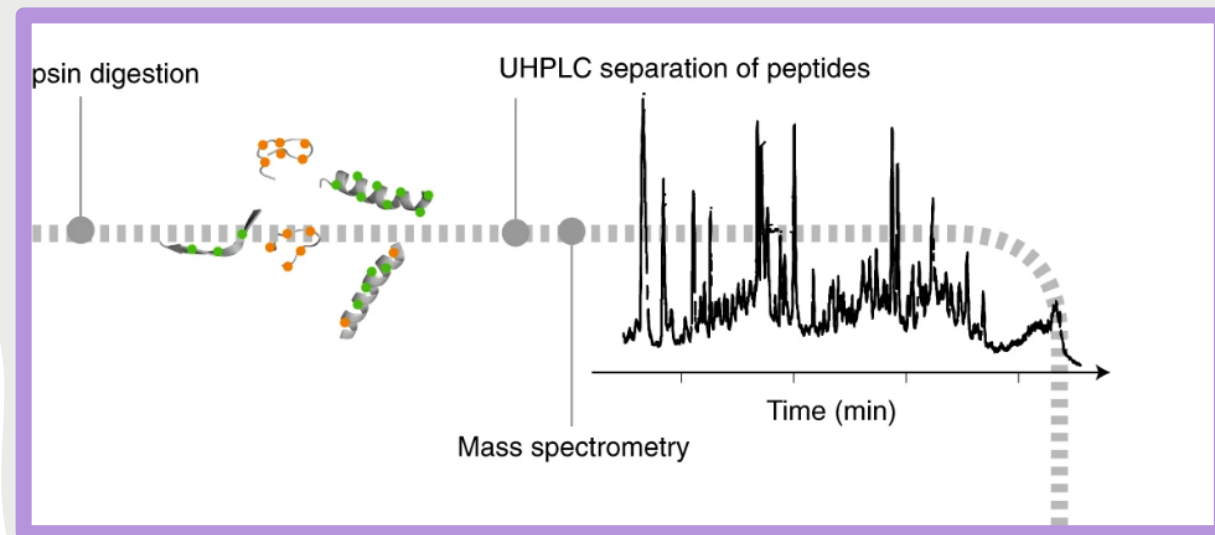 psin digestion
UHPLC separation of peptides
Time (min)
Mass spectrometry